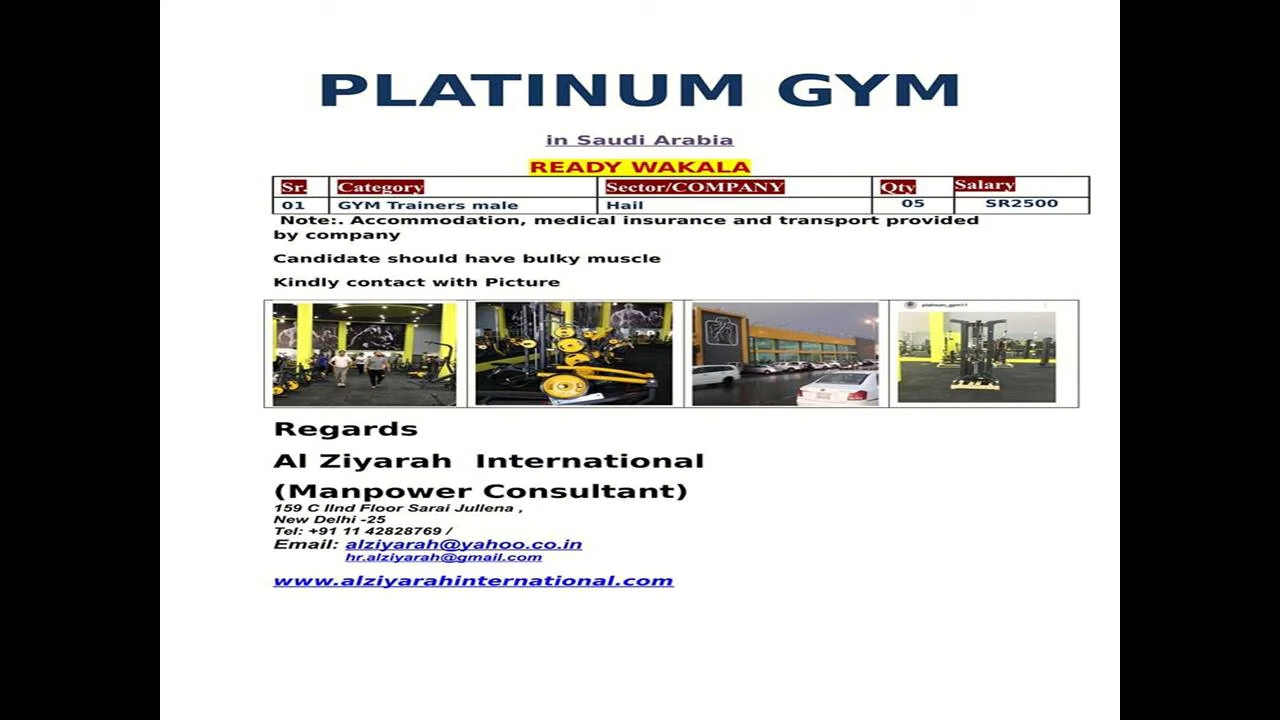 PLATINUM GYM
in Saudi Arabia
READY WAKALA
Sr. Category Sector/COMPANY Qty Salary
01 GYM Trainers male Hail 05 SR2500
Note:. Accommodation, medical insurance and transport provided
by company
Candidate should have bulky muscle
Kindly contact with Picture
platinum_gym11
Regards
Al Ziyarah International
(Manpower Consultant)
159 C IInd Floor Sarai Jullena ,
New Delhi -25
Tel: +91 11 42828769 /
Email: alziyarah@yahoo.co.in
hr.alziyarah@gmail.com
www.alziyarahinternational.com